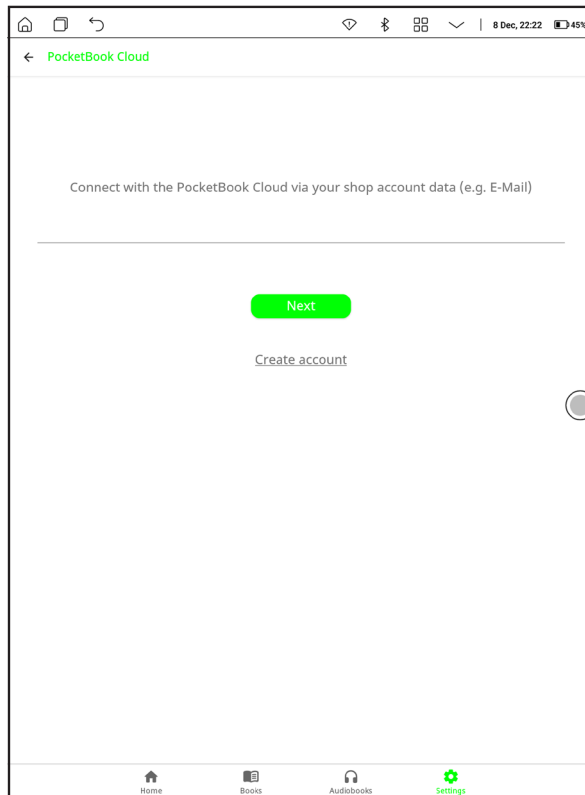 8 Dec, 22:22 45%
PocketBook Cloud
Connect with the PocketBook Cloud via your shop account data (e.g. E-Mail)
Next
Create account
Home Books Audiobooks Settings